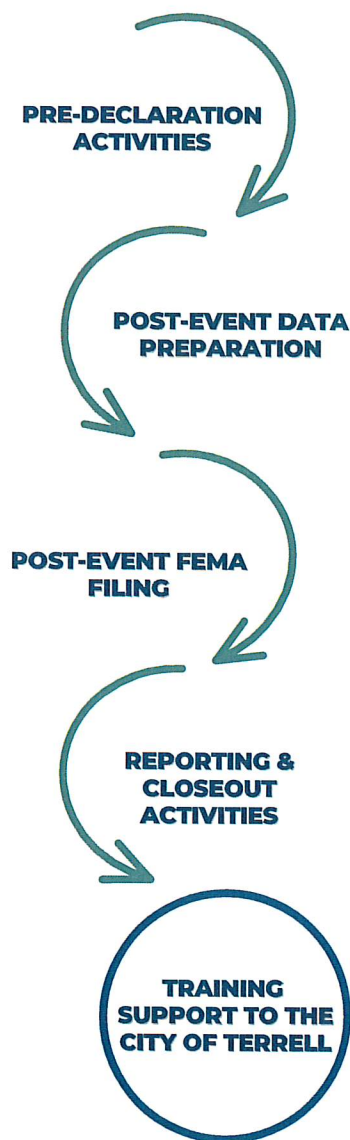 PRE-DECLARATION
ACTIVITIES
POST-EVENT DATA
PREPARATION
POST-EVENT FEMA
FILING
REPORTING &
CLOSEOUT
ACTIVITIES
TRAINING
SUPPORT TO THE
CITY OF TERRELL